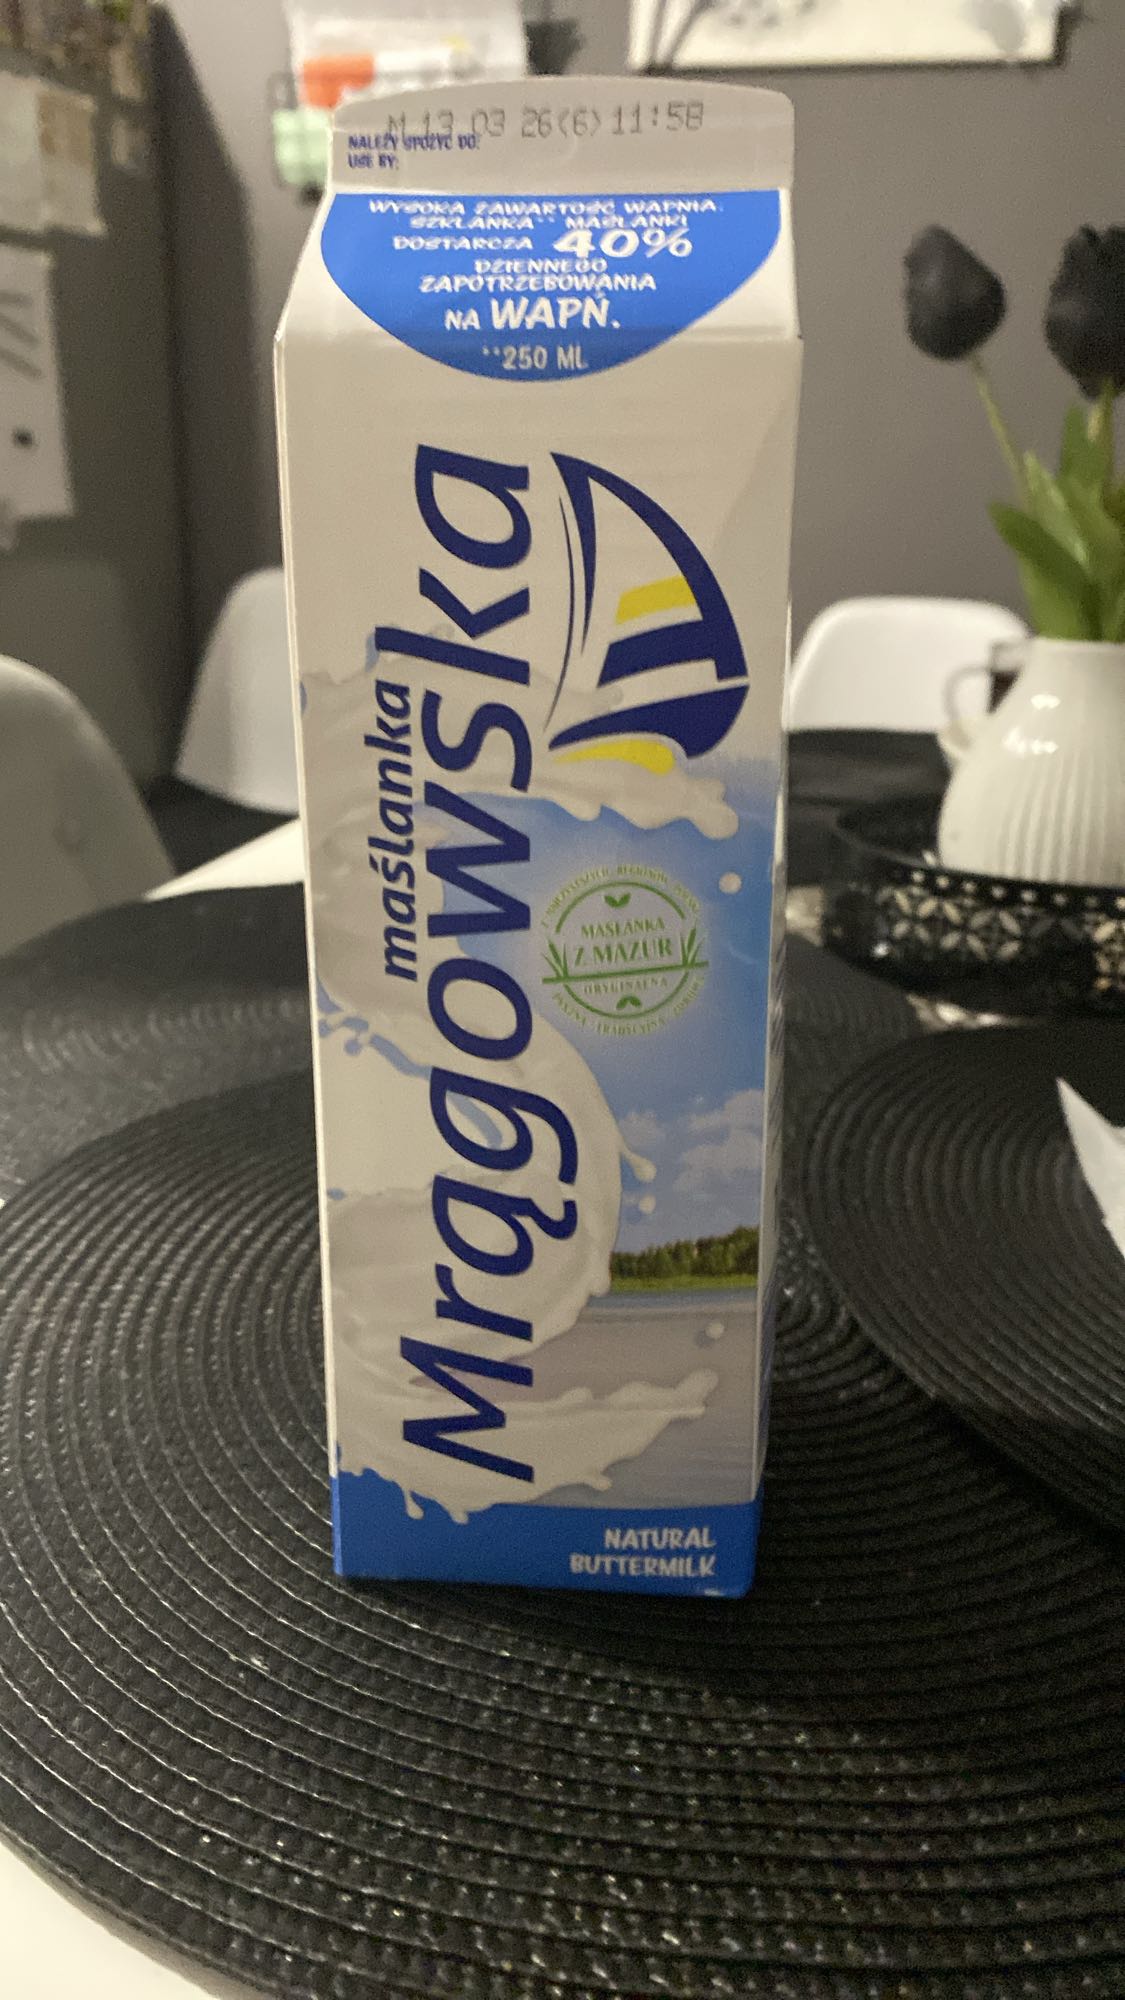 M 13 03 26(6) 11:58
NALEŻY SPOŻYĆ DO:
USE BY:
WYSOKA ZAWARTOŚĆ WAPNIA.
SZKLANKA** MAŚLANKI
DOSTARCZA 40%
DZIENNEGO
ZAPOTRZEBOWANIA
NA WAPŃ.
**250 ML
maślanka
Mrągowska
MAŚLANKA
Z MAZUR
ORYGINALNA
NATURAL
BUTTERMILK